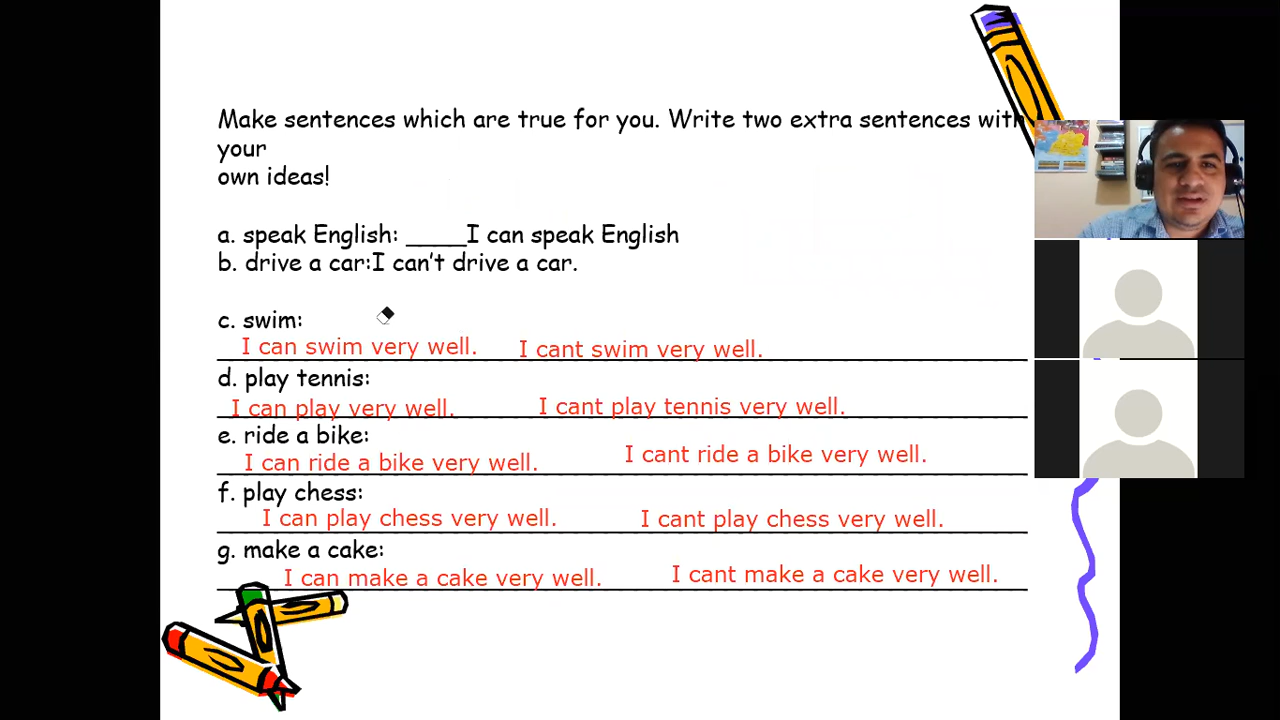 Make sentences which are true for you. Write two extra sentences with
your
own ideas!
a. speak English: ____I can speak English
b. drive a car:I can't drive a car.
c. swim:
I can swim very well. I cant swim very well.
d. play tennis:
I can play very well. I cant play tennis very well.
e. ride a bike:
I can ride a bike very well. I cant ride a bike very well.
f. play chess:
I can play chess very well. I cant play chess very well.
g. make a cake:
I can make a cake very well. I cant make a cake very well.